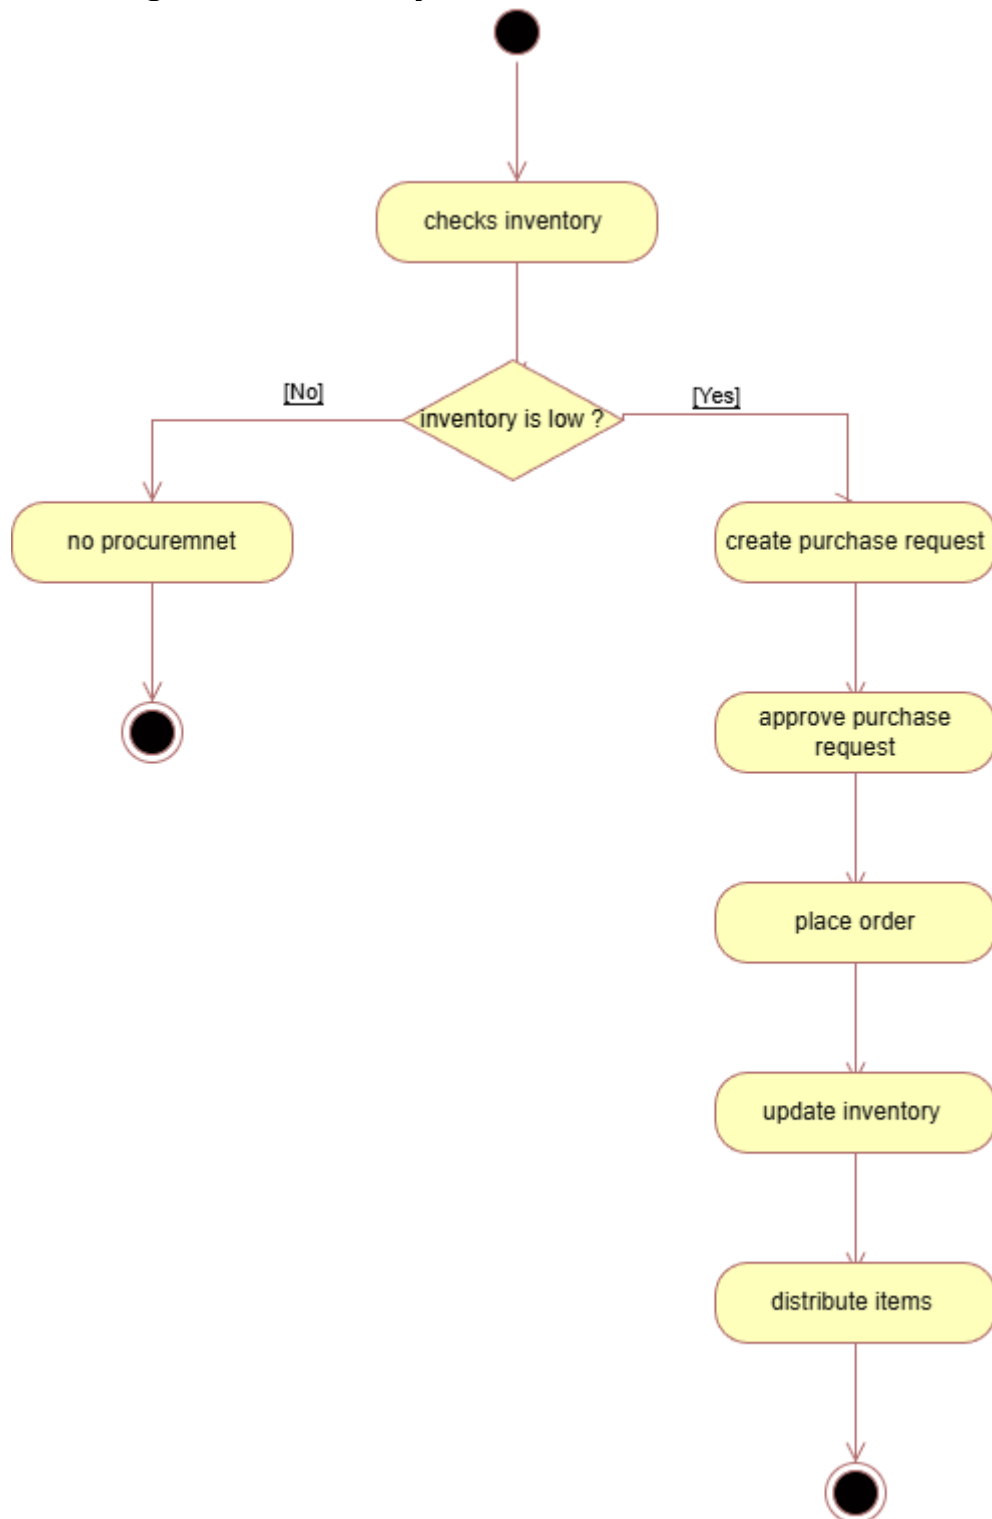 checks inventory
[No]
[Yes]
inventory is low ?
no procuremnet
create purchase request
approve purchase
request
place order
update inventory
distribute items